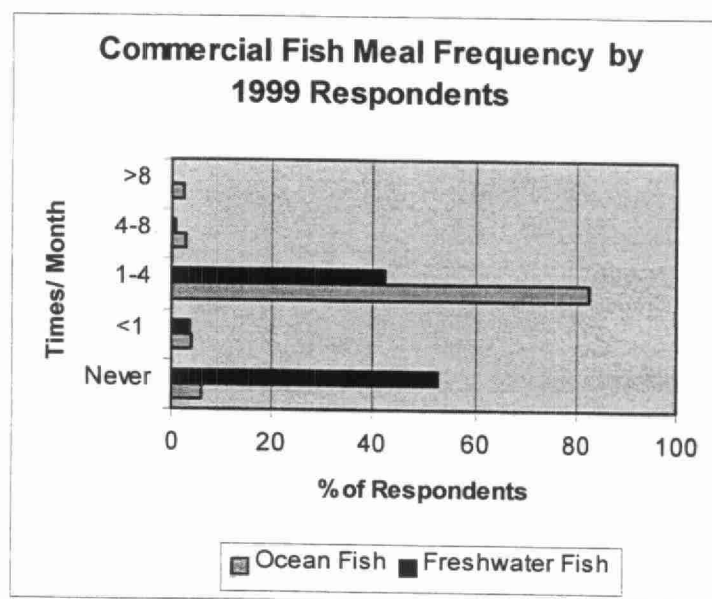 Commercial Fish Meal Frequency by
1999 Respondents
Times/ Month
>8
4-8
1-4
<1
Never
0 20 40 60 80 100
% of Respondents
Ocean Fish Freshwater Fish